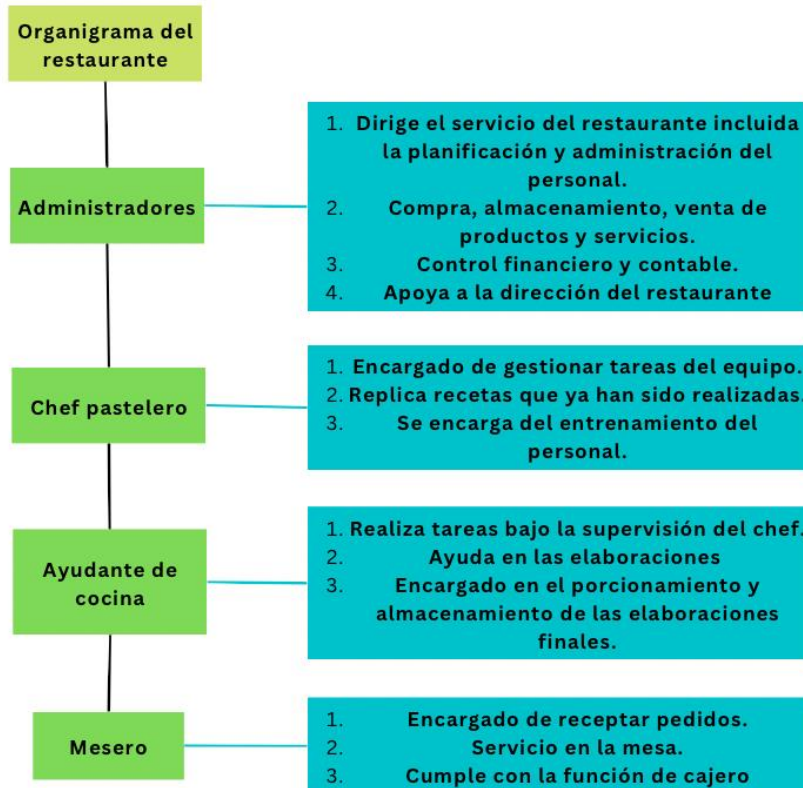 Organigrama del
restaurante
Administradores
1. Dirige el servicio del restaurante incluida
la planificación y administración del
personal.
2. Compra, almacenamiento, venta de
productos y servicios.
3. Control financiero y contable.
4. Apoya a la dirección del restaurante
Chef pastelero
1. Encargado de gestionar tareas del equipo.
2. Replica recetas que ya han sido realizadas.
3. Se encarga del entrenamiento del
personal.
Ayudante de
cocina
1. Realiza tareas bajo la supervisión del chef.
2. Ayuda en las elaboraciones
3. Encargado en el porcionamiento y
almacenamiento de las elaboraciones
finales.
Mesero
1. Encargado de receptar pedidos.
2. Servicio en la mesa.
3. Cumple con la función de cajero